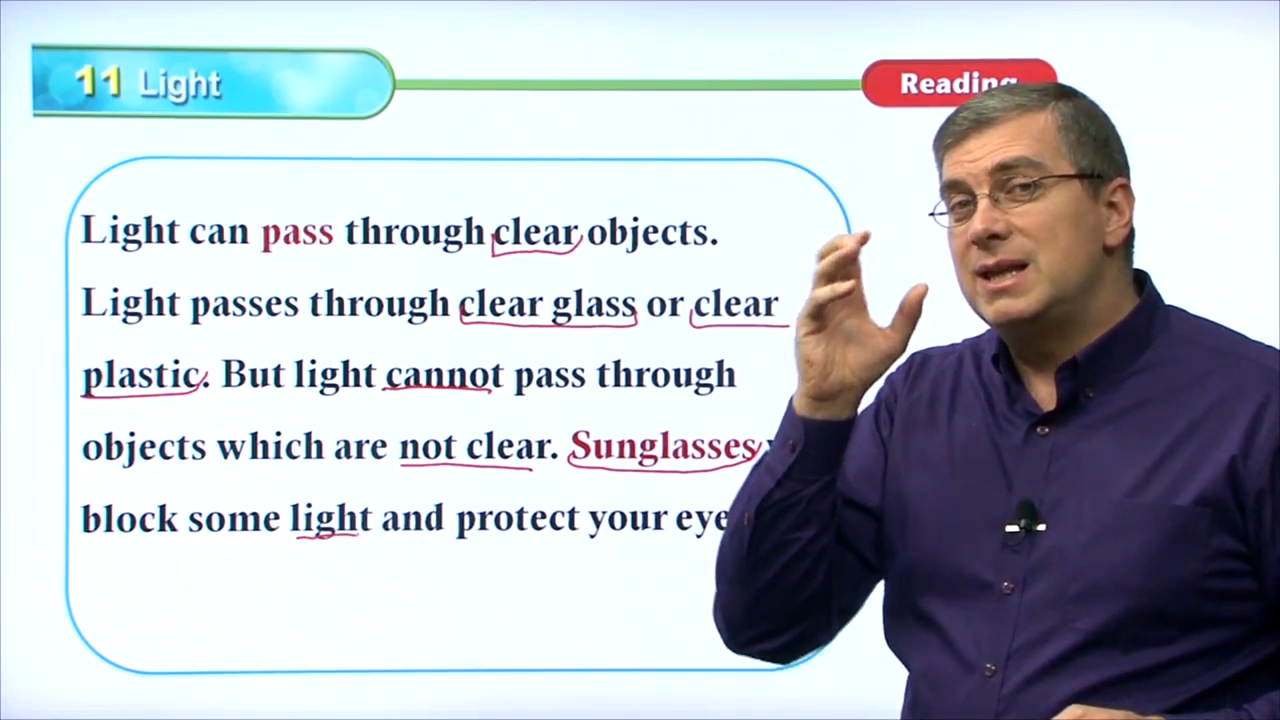 11 Light
Reading
Light can pass through clear objects.
Light passes through clear glass or clear
plastic. But light cannot pass through
objects which are not clear. Sunglasses
block some light and protect your eye